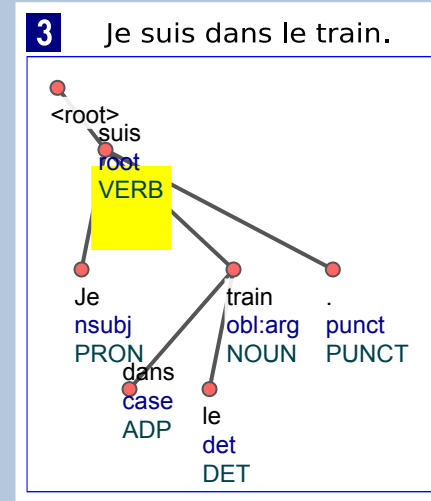 3 Je suis dans le train.
<root>
suis
root
VERB
Je
nsubj
PRON
train
obl:arg
NOUN
.
punct
PUNCT
dans
case
ADP
le
det
DET